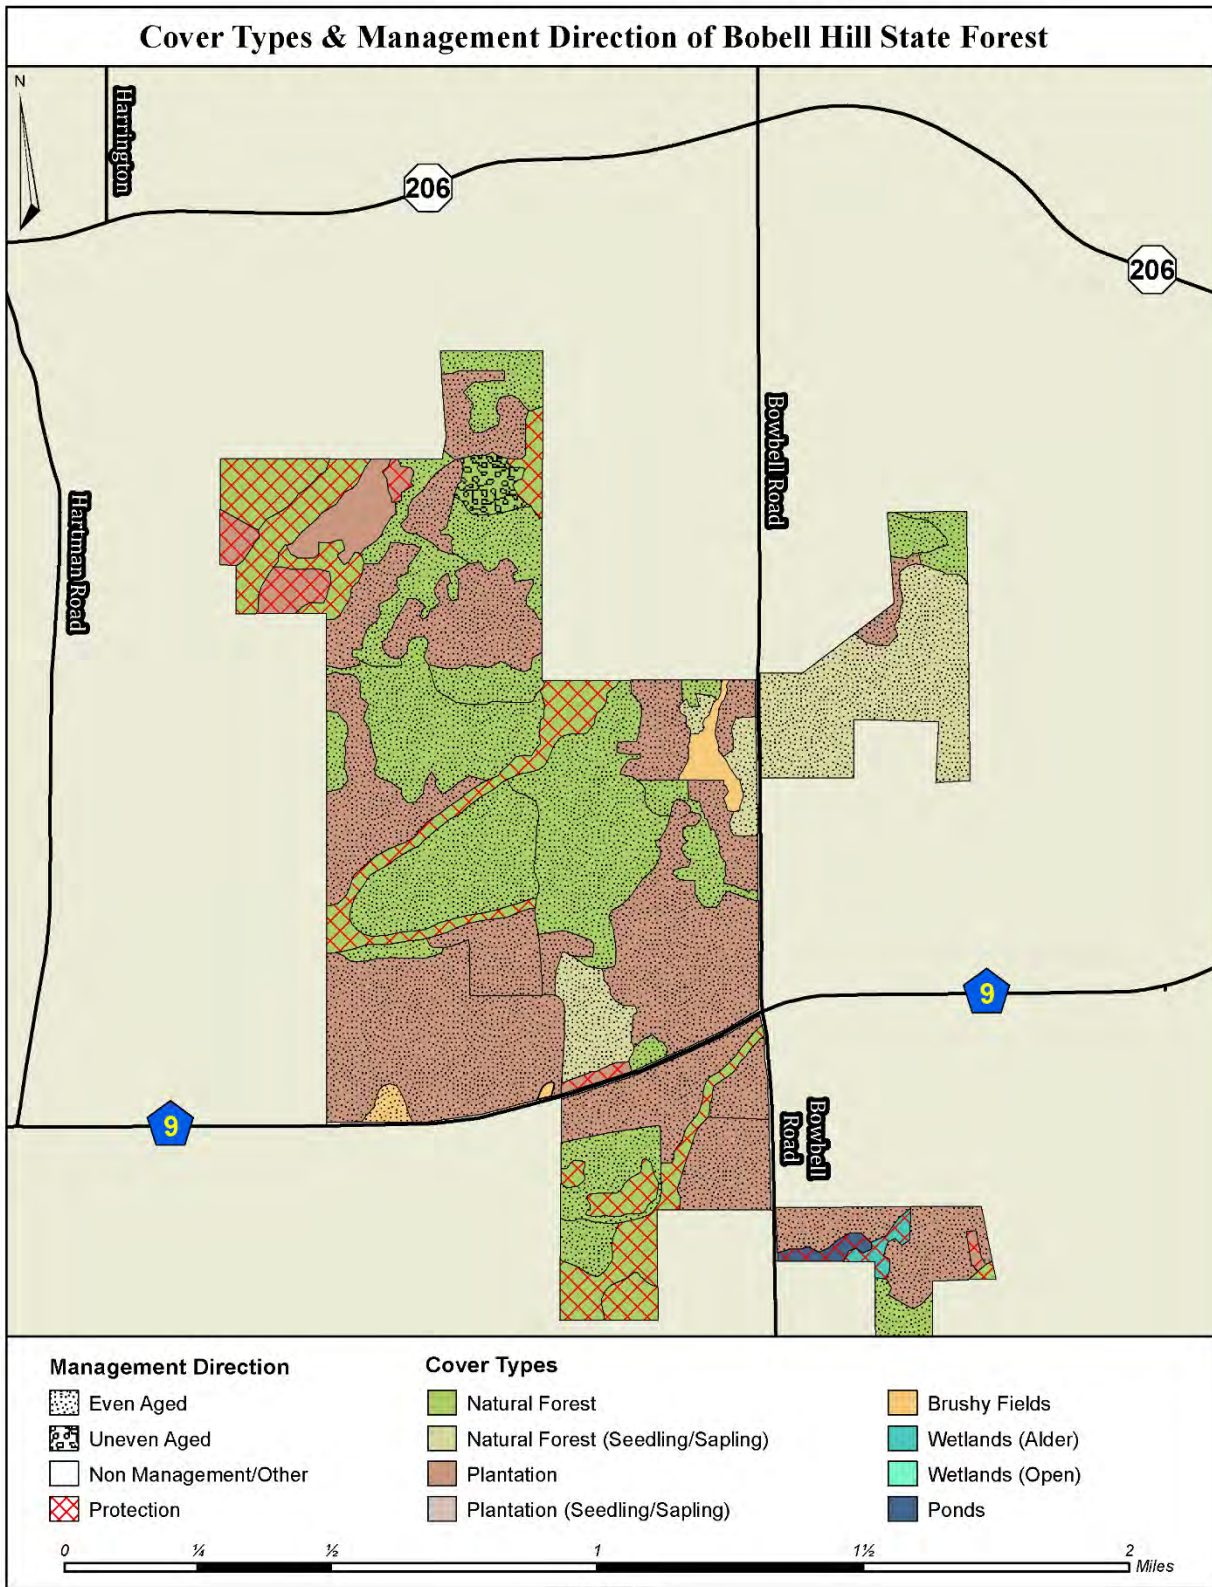 Cover Types & Management Direction of Bobell Hill State Forest
N
Harrington
206
206
Bowbell Road
Hartman Road
9
9
Bowbell
Road
Management Direction
Even Aged
Uneven Aged
Non Management/Other
Protection
Cover Types
Natural Forest
Natural Forest (Seedling/Sapling)
Plantation
Plantation (Seedling/Sapling)
Brushy Fields
Wetlands (Alder)
Wetlands (Open)
Ponds
0 ¼ ½ 1 1½ 2
Miles